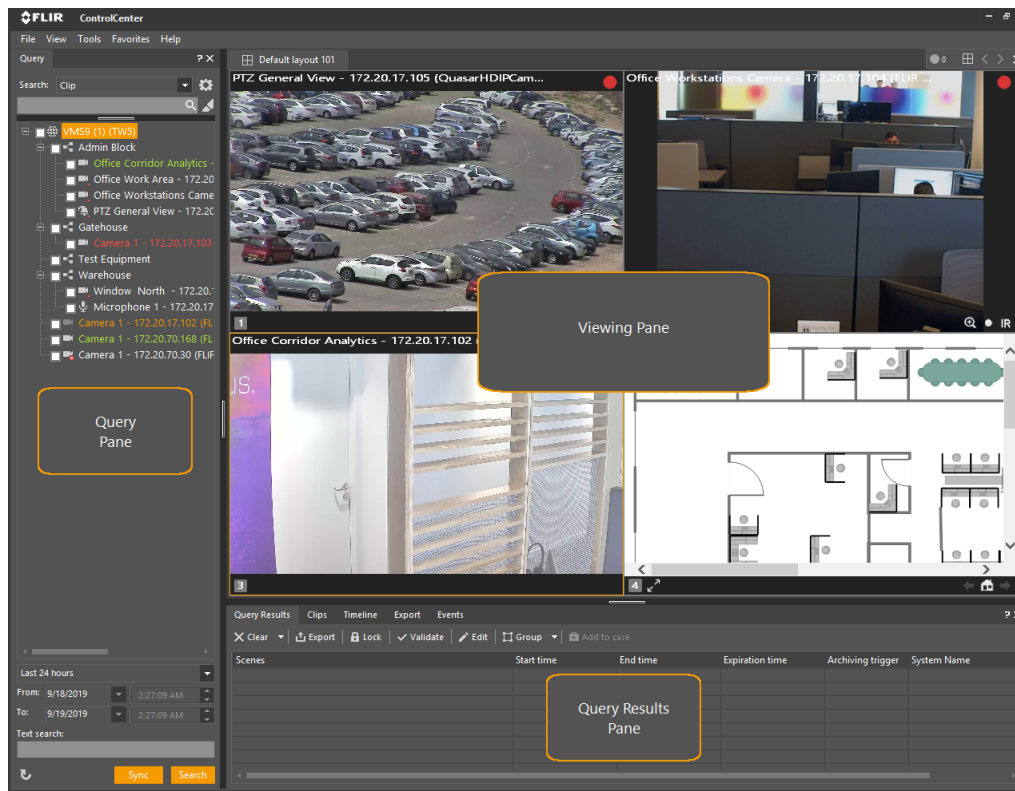 FLIR ControlCenter
File View Tools Favorites Help
Query ?
Search: Clip
VMS9 (1) (TW5)
Admin Block
Office Corridor Analytics -
Office Work Area - 172.20
Office Workstations Came
PTZ General View - 172.20
Gatehouse
Camera 1 - 172.20.17.103
Test Equipment
Warehouse
Window North - 172.20.
Microphone 1 - 172.20.17
Camera 1 - 172.20.17.102 (FL
Camera 1 - 172.20.70.168 (FL
Camera 1 - 172.20.70.30 (FLIR
Query
Pane
Last 24 hours
From: 9/18/2019 2:27:09 AM
To: 9/19/2019 2:27:09 AM
Text search:
Sync Search
Default layout 101
0
PTZ General View - 172.20.17.105 (QuasarHDIPCam...
Office Workstations Camera - 172.20.17.104 (FLIR ...
1
IR
Viewing Pane
Office Corridor Analytics - 172.20.17.102
us.
3
4
Query Results Clips Timeline Export Events ?
Clear Export Lock Validate Edit Group Add to case
Scenes Start time End time Expiration time Archiving trigger System Name
Query Results
Pane